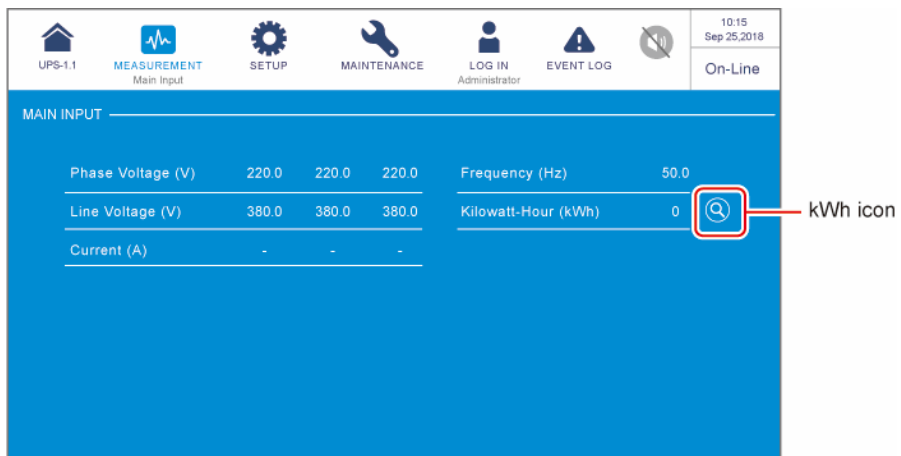 UPS-1.1
MEASUREMENT
Main Input
SETUP
MAINTENANCE
LOG IN
Administrator
EVENT LOG
10:15
Sep 25,2018
On-Line
MAIN INPUT
Phase Voltage (V) 220.0 220.0 220.0 Frequency (Hz) 50.0
Line Voltage (V) 380.0 380.0 380.0 Kilowatt-Hour (kWh) 0
Current (A) - - -
kWh icon